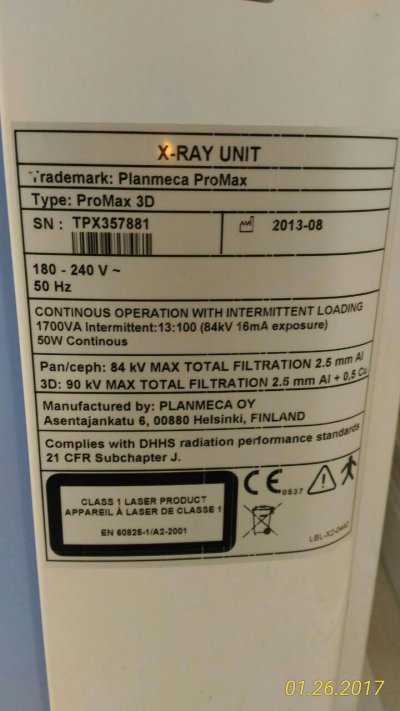 X-RAY UNIT
Trademark: Planmeca ProMax
Type: ProMax 3D
SN : TPX357881
2013-08
180 - 240 V ~
50 Hz
CONTINOUS OPERATION WITH INTERMITTENT LOADING
1700VA Intermittent:13:100 (84kV 16mA exposure)
50W Continous
Pan/ceph: 84 kV MAX TOTAL FILTRATION 2.5 mm Al
3D: 90 kV MAX TOTAL FILTRATION 2.5 mm Al + 0,5 Cu
Manufactured by: PLANMECA OY
Asentajankatu 6, 00880 Helsinki, FINLAND
Complies with DHHS radiation performance standards
21 CFR Subchapter J.
CLASS 1 LASER PRODUCT
APPAREIL À LASER DE CLASSE 1
EN 60825-1/A2-2001
CE 0537
LBL-X2-0440
01.26.2017